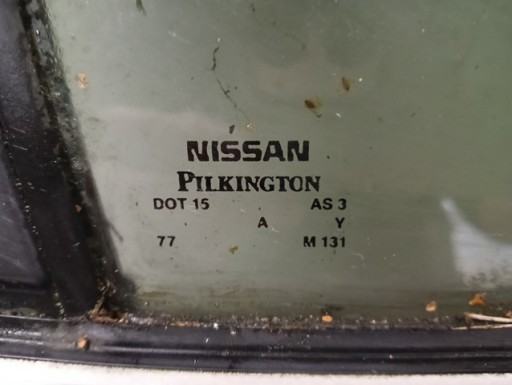 NISSAN
PILKINGTON
DOT 15 AS 3
A Y
77 M 131